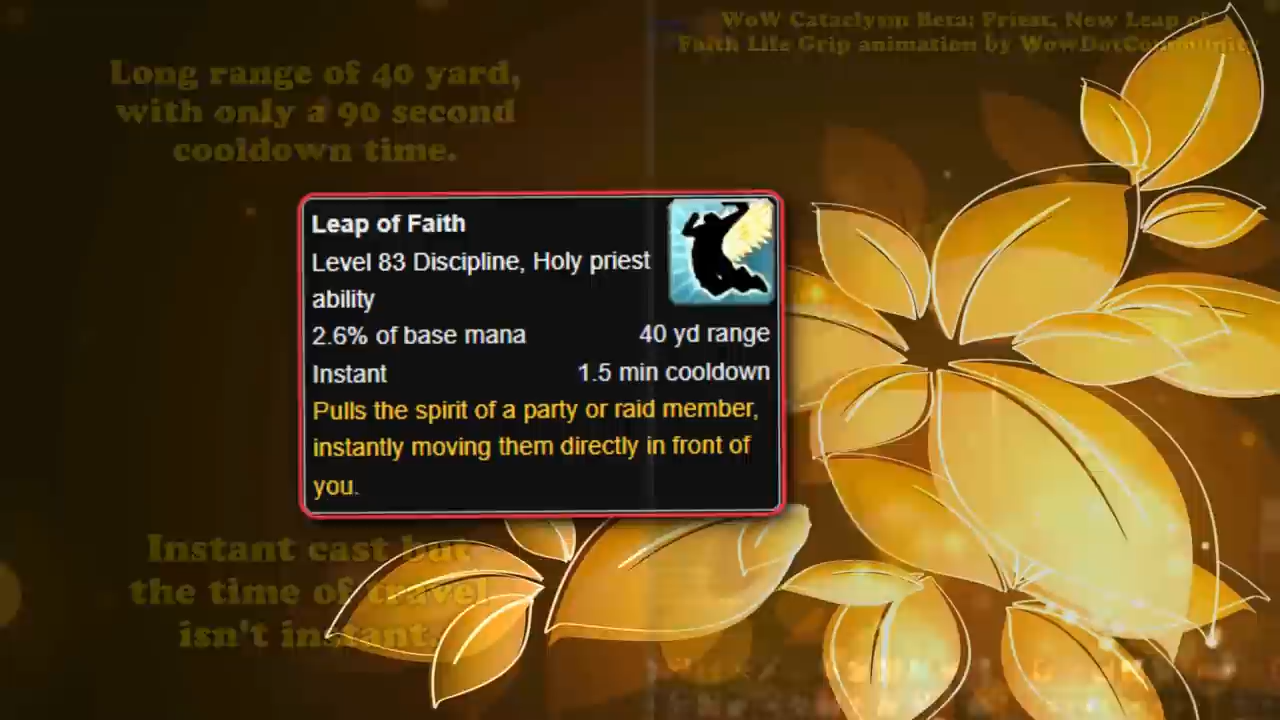 WoW Cataclysm Beta: Priest, New Leap of
Faith Life Grip animation by WowDotCommunity
Long range of 40 yard,
with only a 90 second
cooldown time.
Leap of Faith
Level 83 Discipline, Holy priest
ability
2.6% of base mana 40 yd range
Instant 1.5 min cooldown
Pulls the spirit of a party or raid member,
instantly moving them directly in front of
you.
Instant cast but
the time of travel
isn't instant.